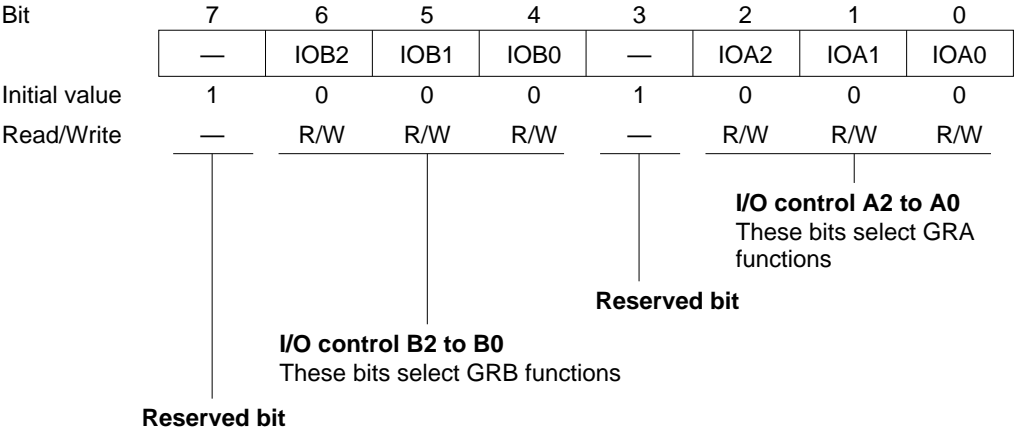 Bit 7 6 5 4 3 2 1 0
— IOB2 IOB1 IOB0 — IOA2 IOA1 IOA0
Initial value 1 0 0 0 1 0 0 0
Read/Write — R/W R/W R/W — R/W R/W R/W
I/O control A2 to A0
These bits select GRA
functions
Reserved bit
I/O control B2 to B0
These bits select GRB functions
Reserved bit